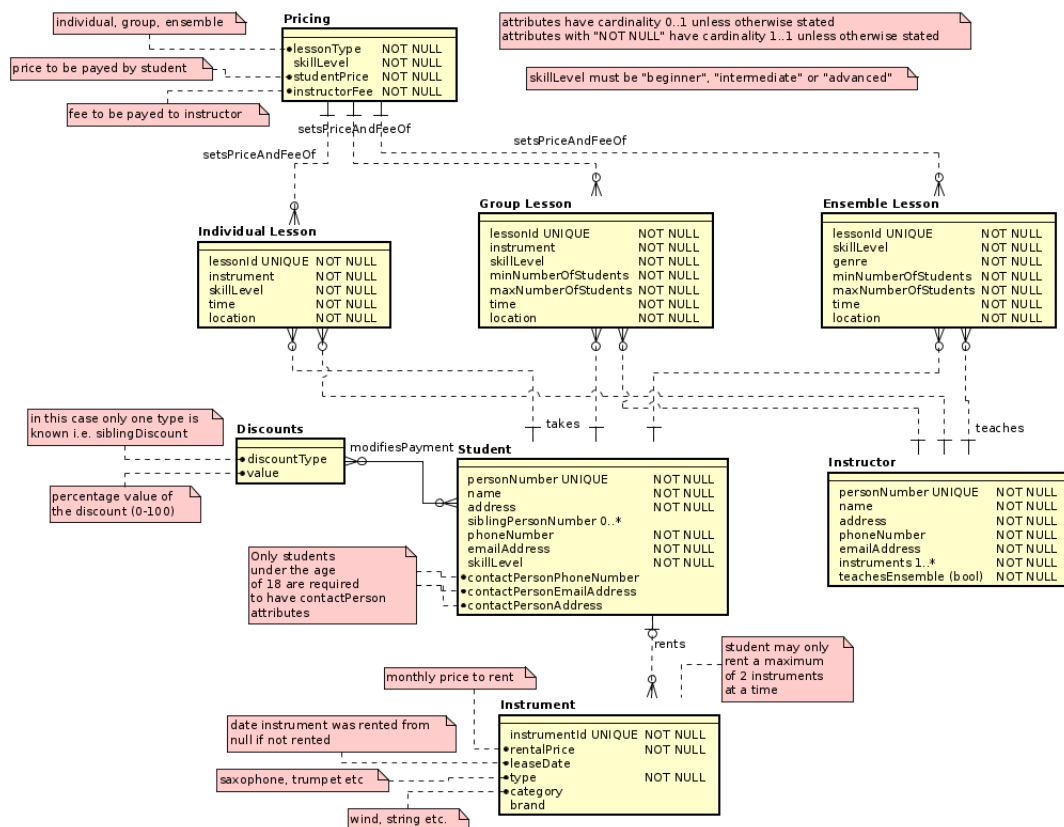 individual, group, ensemble
price to be payed by student
fee to be payed to instructor
Pricing
lessonType NOT NULL
skillLevel NOT NULL
studentPrice NOT NULL
instructorFee NOT NULL
attributes have cardinality 0..1 unless otherwise stated
attributes with "NOT NULL" have cardinality 1..1 unless otherwise stated
skillLevel must be "beginner", "intermediate" or "advanced"
setsPriceAndFeeOf
setsPriceAndFeeOf
setsPriceAndFeeOf
Individual Lesson
lessonId UNIQUE NOT NULL
instrument NOT NULL
skillLevel NOT NULL
time NOT NULL
location NOT NULL
Group Lesson
lessonId UNIQUE NOT NULL
instrument NOT NULL
skillLevel NOT NULL
minNumberOfStudents NOT NULL
maxNumberOfStudents NOT NULL
time NOT NULL
location NOT NULL
Ensemble Lesson
lessonId UNIQUE NOT NULL
skillLevel NOT NULL
genre NOT NULL
minNumberOfStudents NOT NULL
maxNumberOfStudents NOT NULL
time NOT NULL
location NOT NULL
takes
teaches
in this case only one type is
known i.e. siblingDiscount
percentage value of
the discount (0-100)
Discounts
discountType
value
modifiesPayment
Student
personNumber UNIQUE NOT NULL
name NOT NULL
address NOT NULL
siblingPersonNumber 0..*
phoneNumber NOT NULL
emailAddress NOT NULL
skillLevel NOT NULL
contactPersonPhoneNumber
contactPersonEmailAddress
contactPersonAddress
Only students
under the age
of 18 are required
to have contactPerson
attributes
Instructor
personNumber UNIQUE NOT NULL
name NOT NULL
address NOT NULL
phoneNumber NOT NULL
emailAddress NOT NULL
instruments 1..* NOT NULL
teachesEnsemble (bool) NOT NULL
rents
student may only
rent a maximum
of 2 instruments
at a time
monthly price to rent
date instrument was rented from
null if not rented
saxophone, trumpet etc
wind, string etc.
Instrument
instrumentId UNIQUE NOT NULL
rentalPrice NOT NULL
leaseDate
type NOT NULL
category
brand